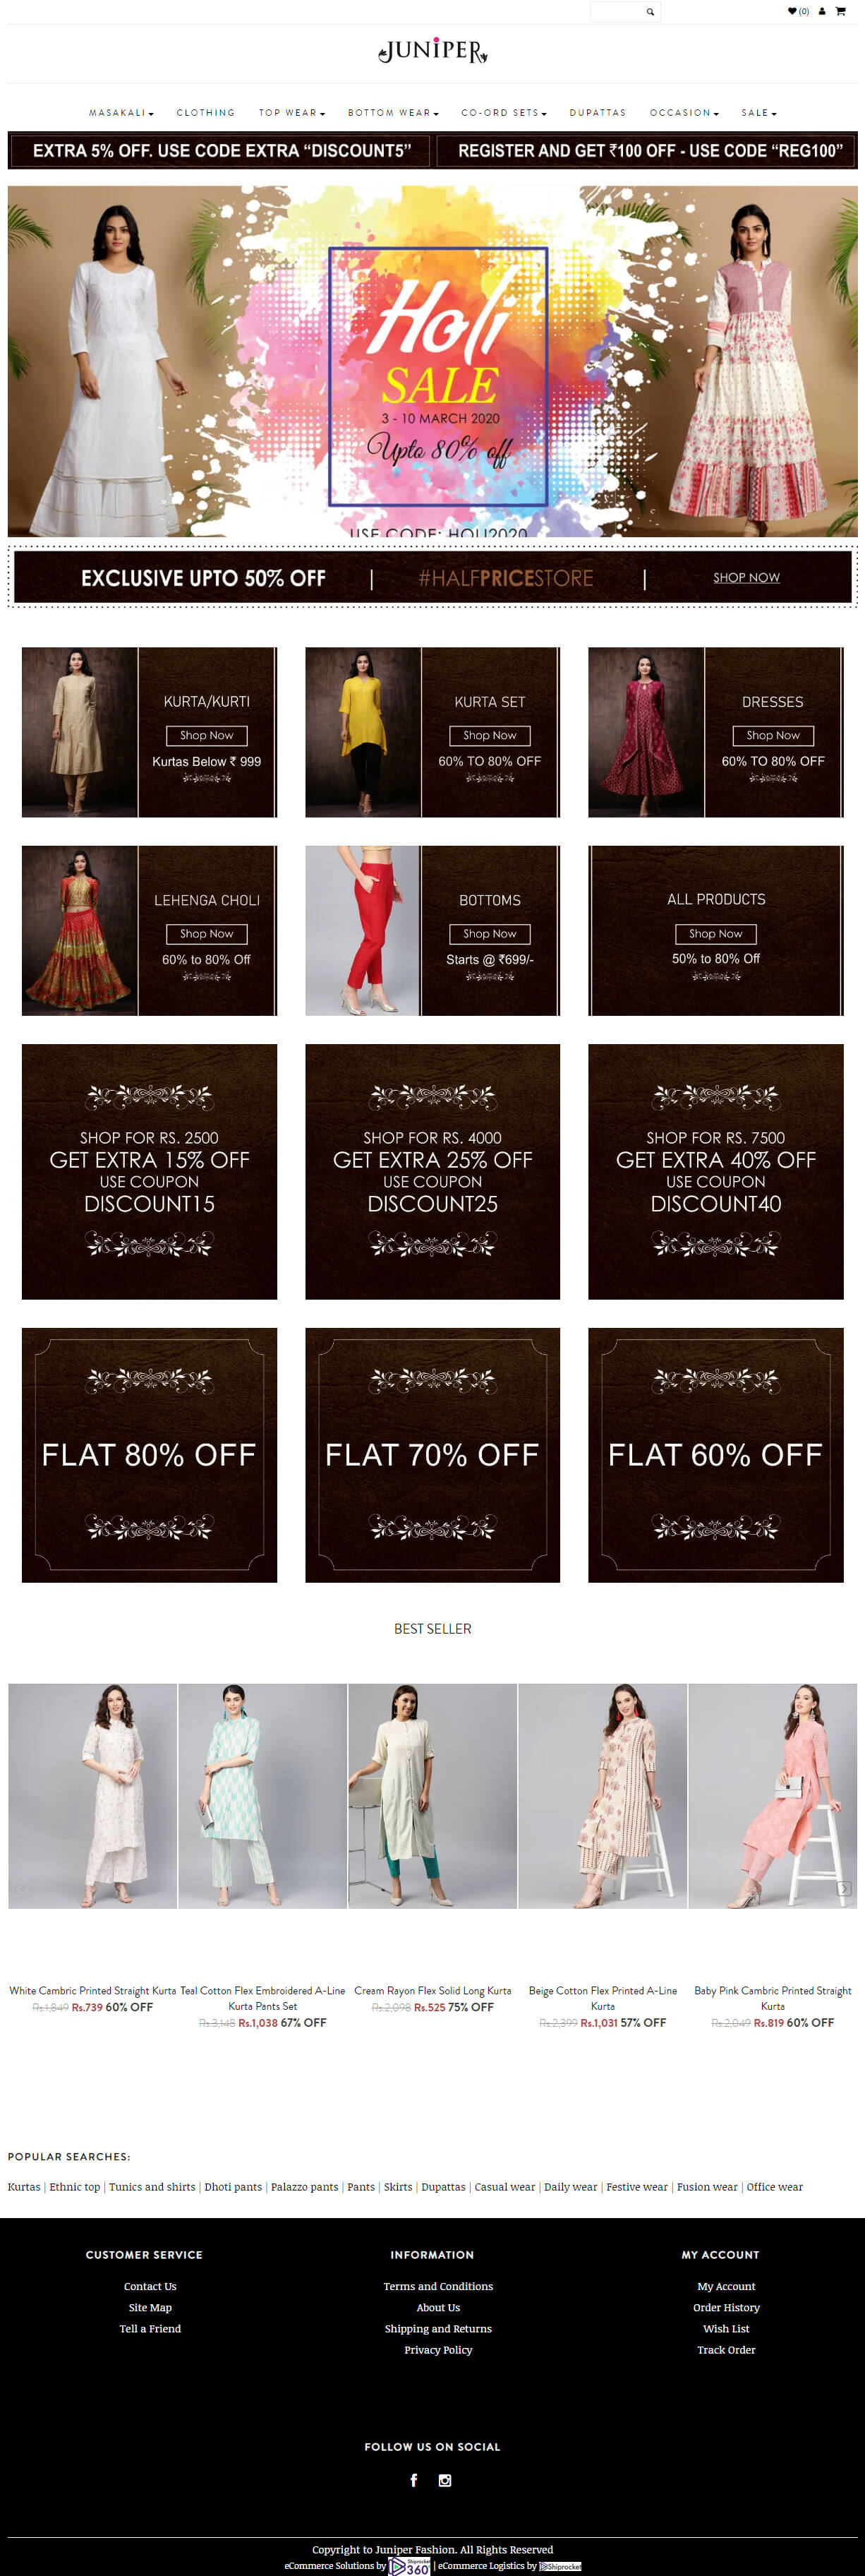 (0)
JUNIPER
MASAKALI CLOTHING TOP WEAR BOTTOM WEAR CO-ORD SETS DUPATTAS OCCASION SALE
EXTRA 5% OFF. USE CODE EXTRA “DISCOUNT5” REGISTER AND GET ₹100 OFF - USE CODE “REG100”
Holi
SALE
3 - 10 MARCH 2020
Upto 80% off
USE CODE: HOLI2020
EXCLUSIVE UPTO 50% OFF | #HALFPRICESTORE | SHOP NOW
KURTA/KURTI
Shop Now
Kurtas Below ₹ 999
KURTA SET
Shop Now
60% TO 80% OFF
DRESSES
Shop Now
60% TO 80% OFF
LEHENGA CHOLI
Shop Now
60% to 80% Off
BOTTOMS
Shop Now
Starts @ ₹699/-
ALL PRODUCTS
Shop Now
50% to 80% Off
SHOP FOR RS. 2500
GET EXTRA 15% OFF
USE COUPON
DISCOUNT15
SHOP FOR RS. 4000
GET EXTRA 25% OFF
USE COUPON
DISCOUNT25
SHOP FOR RS. 7500
GET EXTRA 40% OFF
USE COUPON
DISCOUNT40
FLAT 80% OFF
FLAT 70% OFF
FLAT 60% OFF
BEST SELLER
White Cambric Printed Straight Kurta
Rs.1,849 Rs.739 60% OFF
Teal Cotton Flex Embroidered A-Line
Kurta Pants Set
Rs.3,148 Rs.1,038 67% OFF
Cream Rayon Flex Solid Long Kurta
Rs.2,098 Rs.525 75% OFF
Beige Cotton Flex Printed A-Line
Kurta
Rs.2,399 Rs.1,031 57% OFF
Baby Pink Cambric Printed Straight
Kurta
Rs.2,049 Rs.819 60% OFF
POPULAR SEARCHES:
Kurtas | Ethnic top | Tunics and shirts | Dhoti pants | Palazzo pants | Pants | Skirts | Dupattas | Casual wear | Daily wear | Festive wear | Fusion wear | Office wear
CUSTOMER SERVICE
Contact Us
Site Map
Tell a Friend
INFORMATION
Terms and Conditions
About Us
Shipping and Returns
Privacy Policy
MY ACCOUNT
My Account
Order History
Wish List
Track Order
FOLLOW US ON SOCIAL
Copyright to Juniper Fashion. All Rights Reserved
eCommerce Solutions by Shiprocket 360° | eCommerce Logistics by Shiprocket